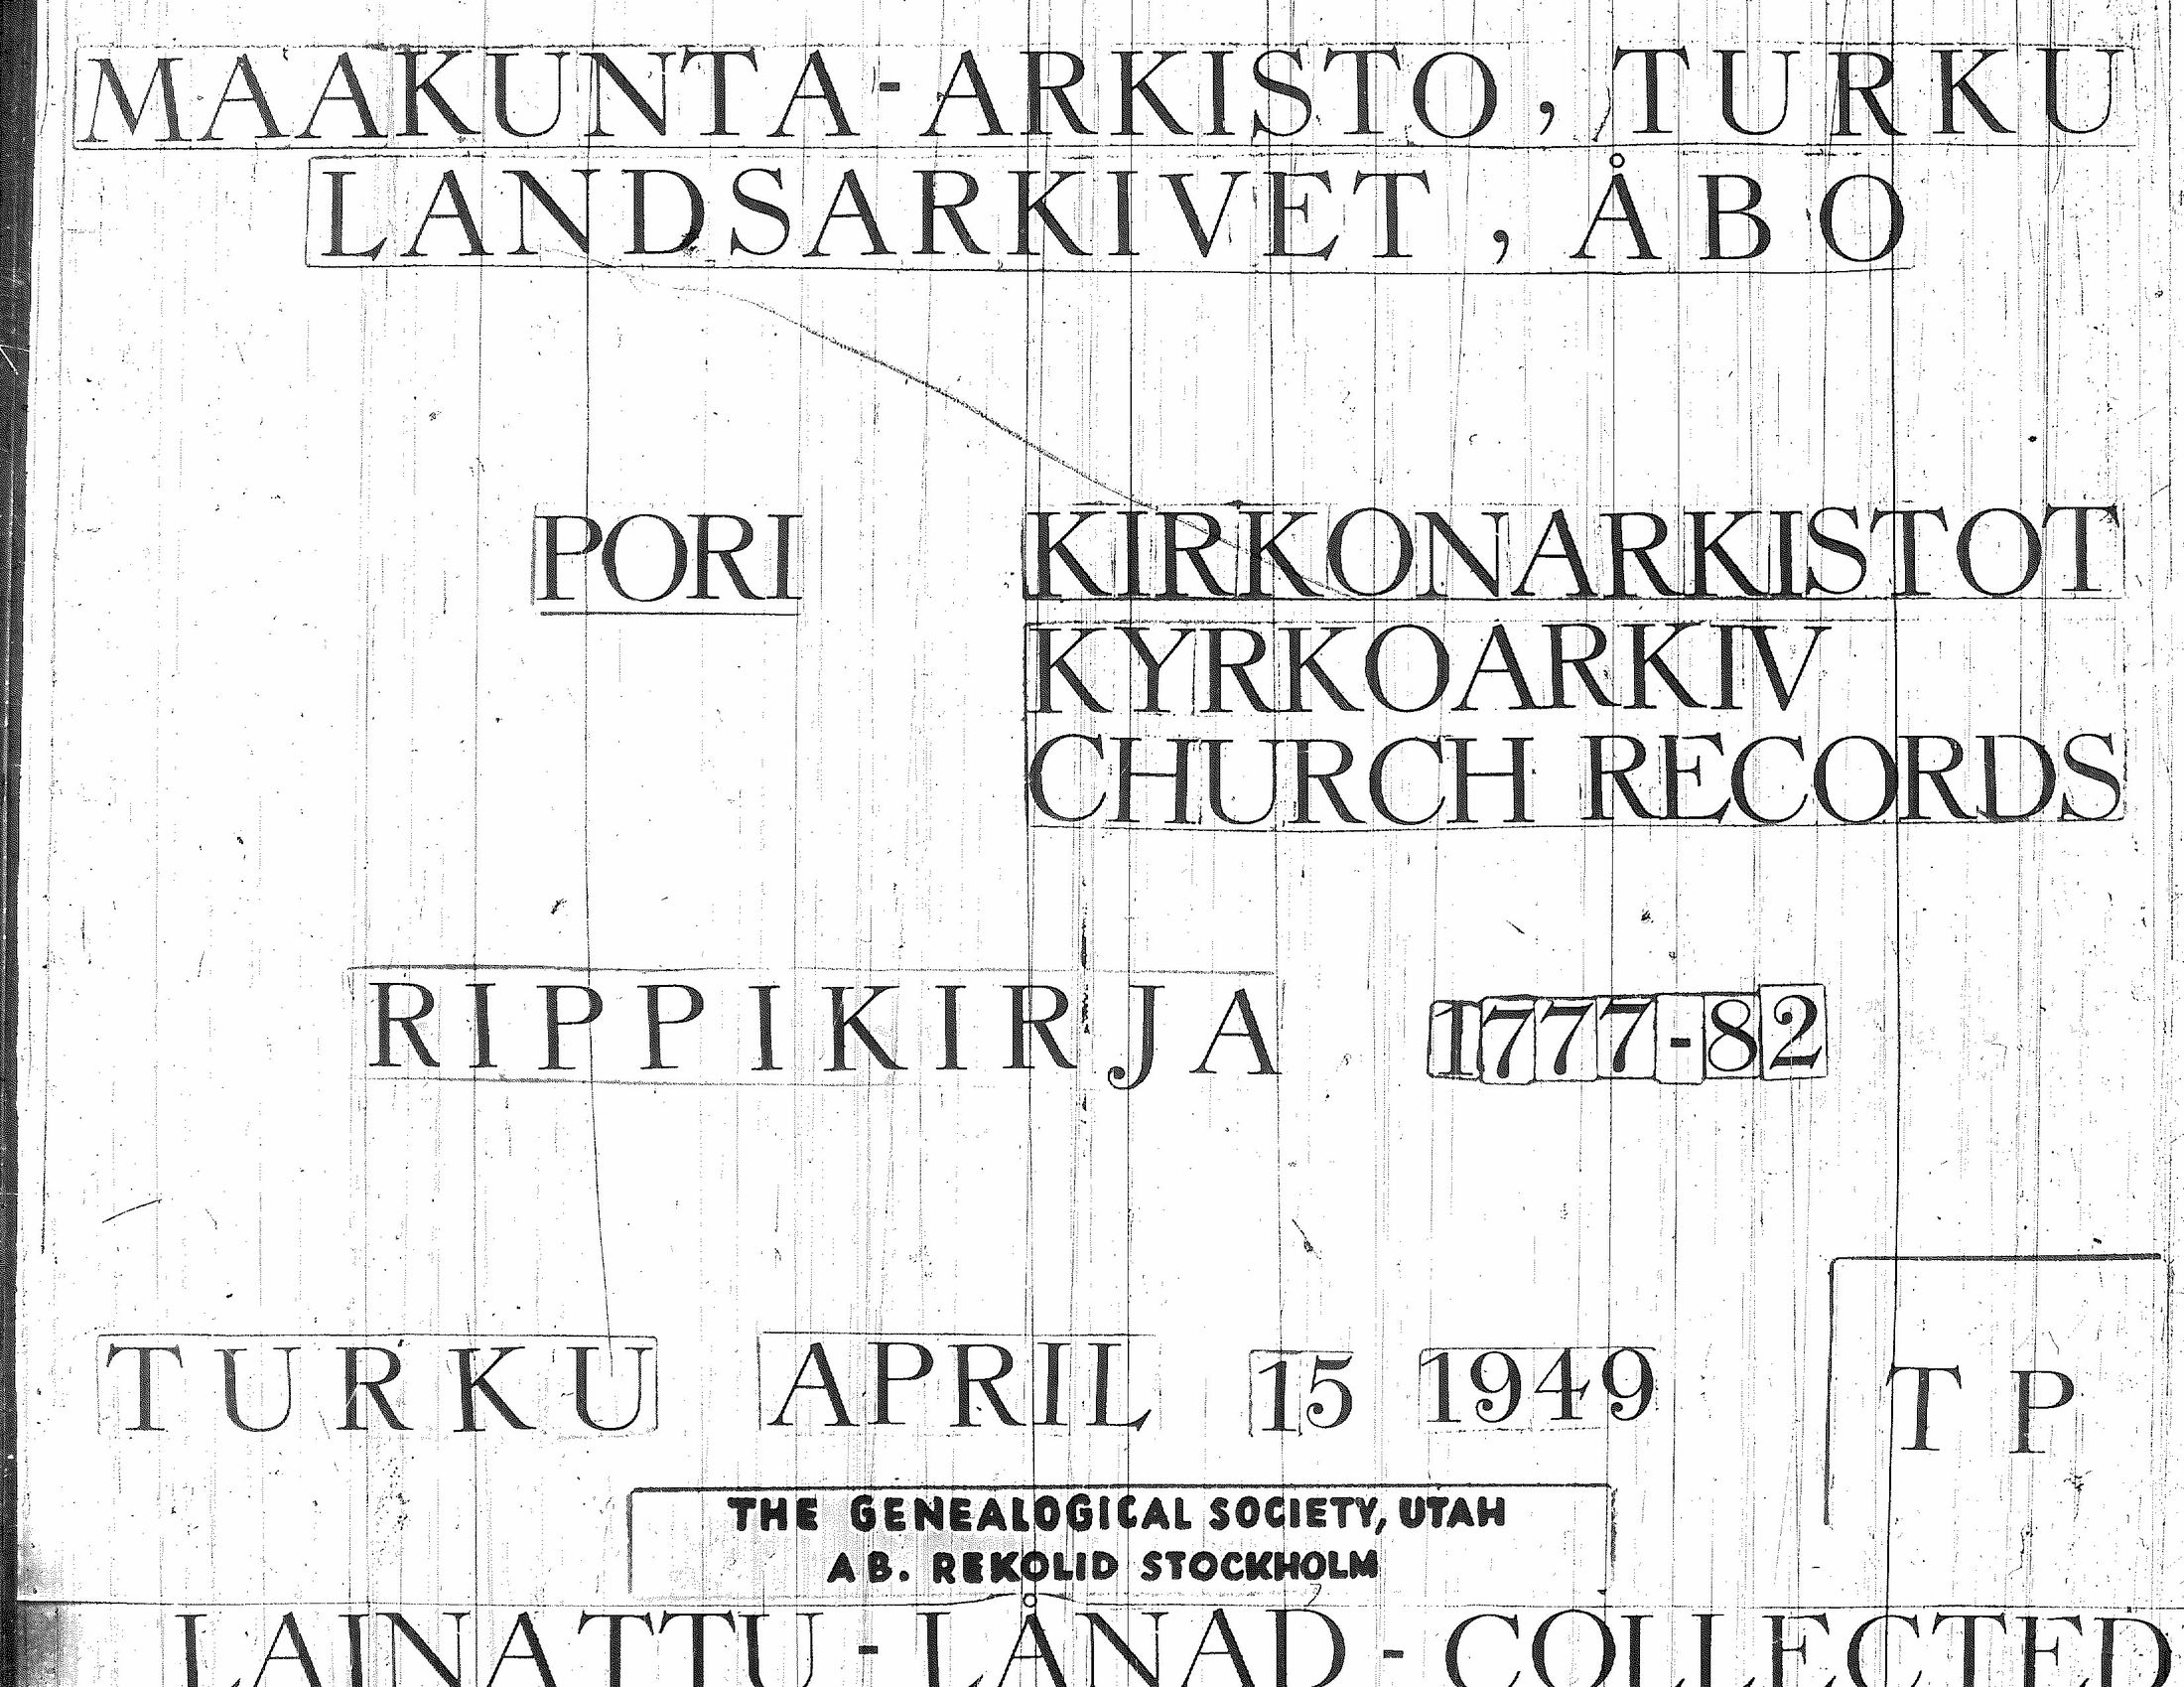 MAAKUNTA-ARKISTO, TURKU
LANDSARKIVET, ÅBO
PORI KIRKONARKISTOT
KYRKOARKIV
CHURCH RECORDS
RIPPIKIRJA 1777-82
TURKU APRIL 15 1949 TP
THE GENEALOGICAL SOCIETY, UTAH
AB. REKOLID STOCKHOLM
LAINATTU - LÅNAD - COLLECTED